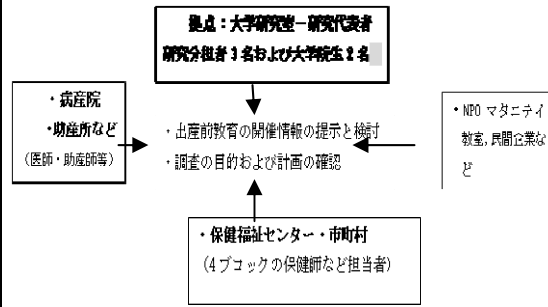 拠点：大学研究室－研究代表者
研究分担者3名および大学院生2名
・病産院
・助産所など
（医師・助産師等）
・出産前教育の開催情報の提示と検討
・調査の目的および計画の確認
・NPO マタニティ
教室，民間企業な
ど
・保健福祉センター・市町村
（4ブロックの保健師など担当者）